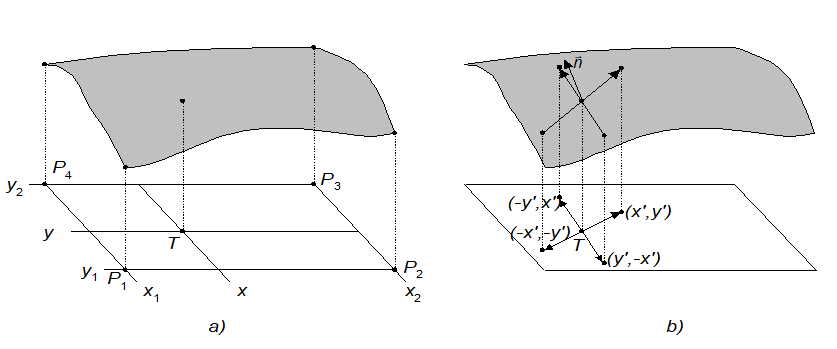 n⃗
P4
P3
y2
(-y',x')
(x',y')
y
T
(-x',-y')
T
y1
P1
P2
(y',-x')
x1
x
x2
a)
b)